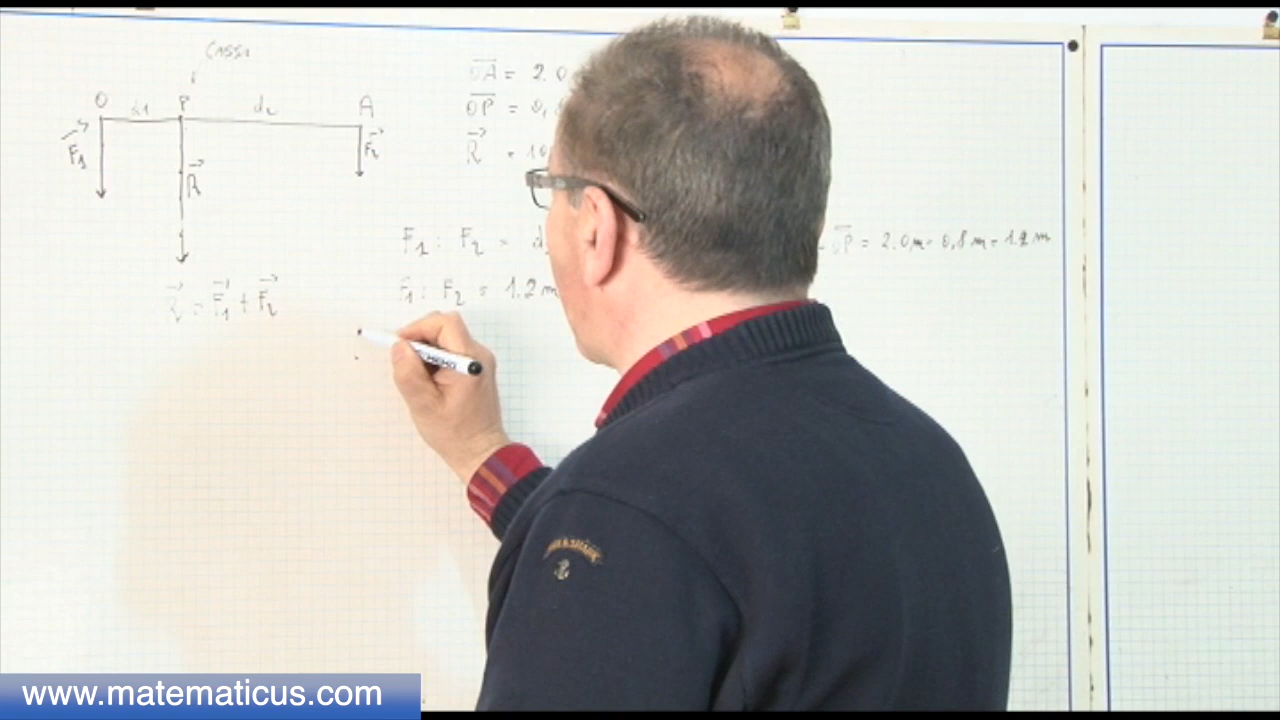 O d1 P d2 A
F1 R F2
R = F1 + F2
OA = 2.0
OP = 0,8
R = 10
F1 : F2 = d
OP = 2.0m - 0,8m = 1.2m
F1 : F2 = 1.2m
MEMO
www.matematicus.com